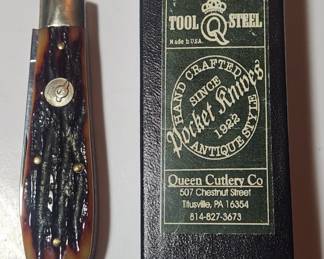 TOOL Q STEEL
Made in U.S.A.
HAND CRAFTED
SINCE
Pocket Knives
1922
ANTIQUE STYLE
Queen Cutlery Co
507 Chestnut Street
Titusville, PA 16354
814-827-3673
Q